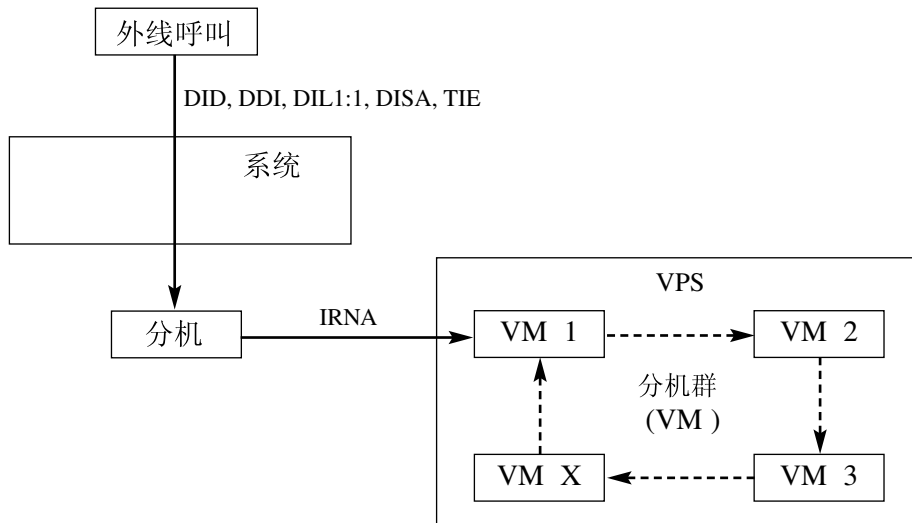 外线呼叫
DID, DDI, DIL1:1, DISA, TIE
系统
VPS
分机
IRNA
VM 1
VM 2
分机群
(VM )
VM X
VM 3